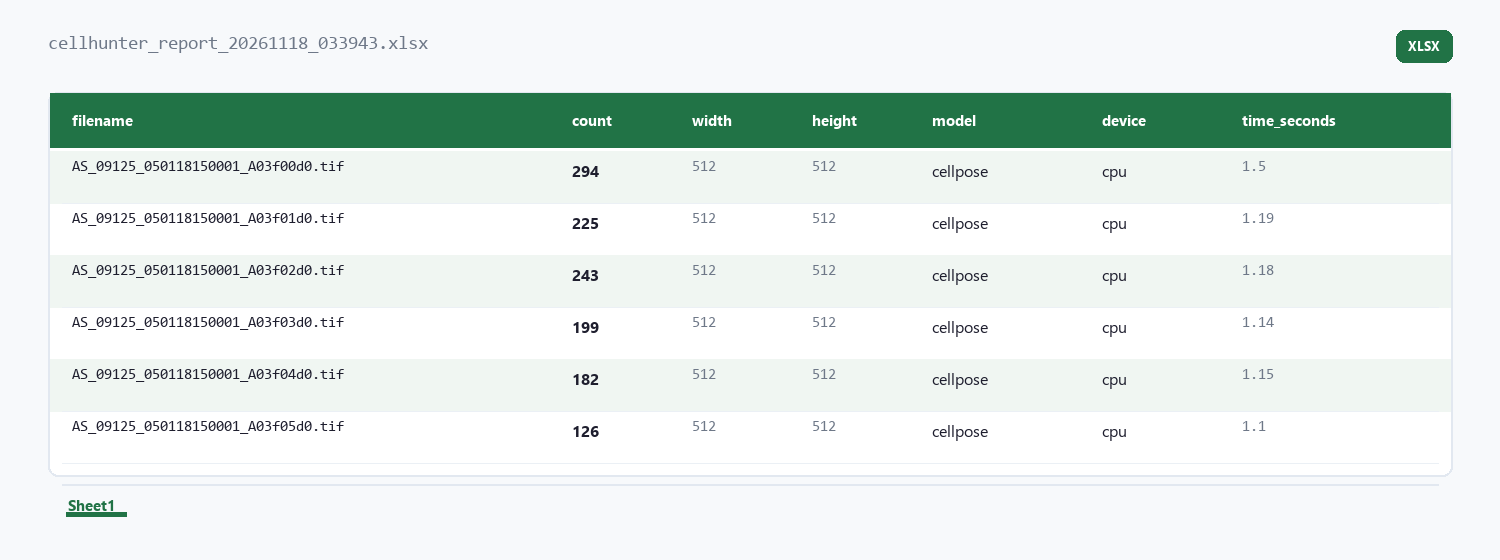 cellhunter_report_20261118_033943.xlsx XLSX
filename count width height model device time_seconds
AS_09125_050118150001_A03f00d0.tif 294 512 512 cellpose cpu 1.5
AS_09125_050118150001_A03f01d0.tif 225 512 512 cellpose cpu 1.19
AS_09125_050118150001_A03f02d0.tif 243 512 512 cellpose cpu 1.18
AS_09125_050118150001_A03f03d0.tif 199 512 512 cellpose cpu 1.14
AS_09125_050118150001_A03f04d0.tif 182 512 512 cellpose cpu 1.15
AS_09125_050118150001_A03f05d0.tif 126 512 512 cellpose cpu 1.1
Sheet1